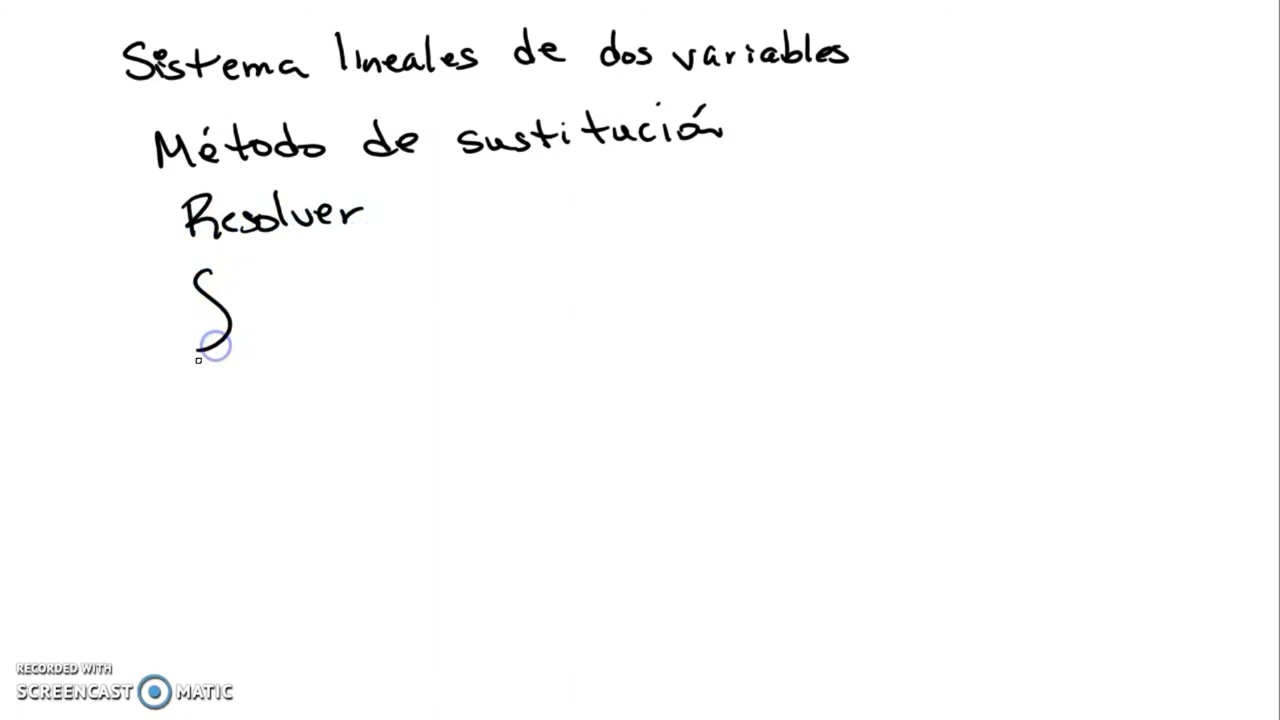 Sistema lineales de dos variables
Método de sustitución
Resolver
S
RECORDED WITH
SCREENCAST MATIC